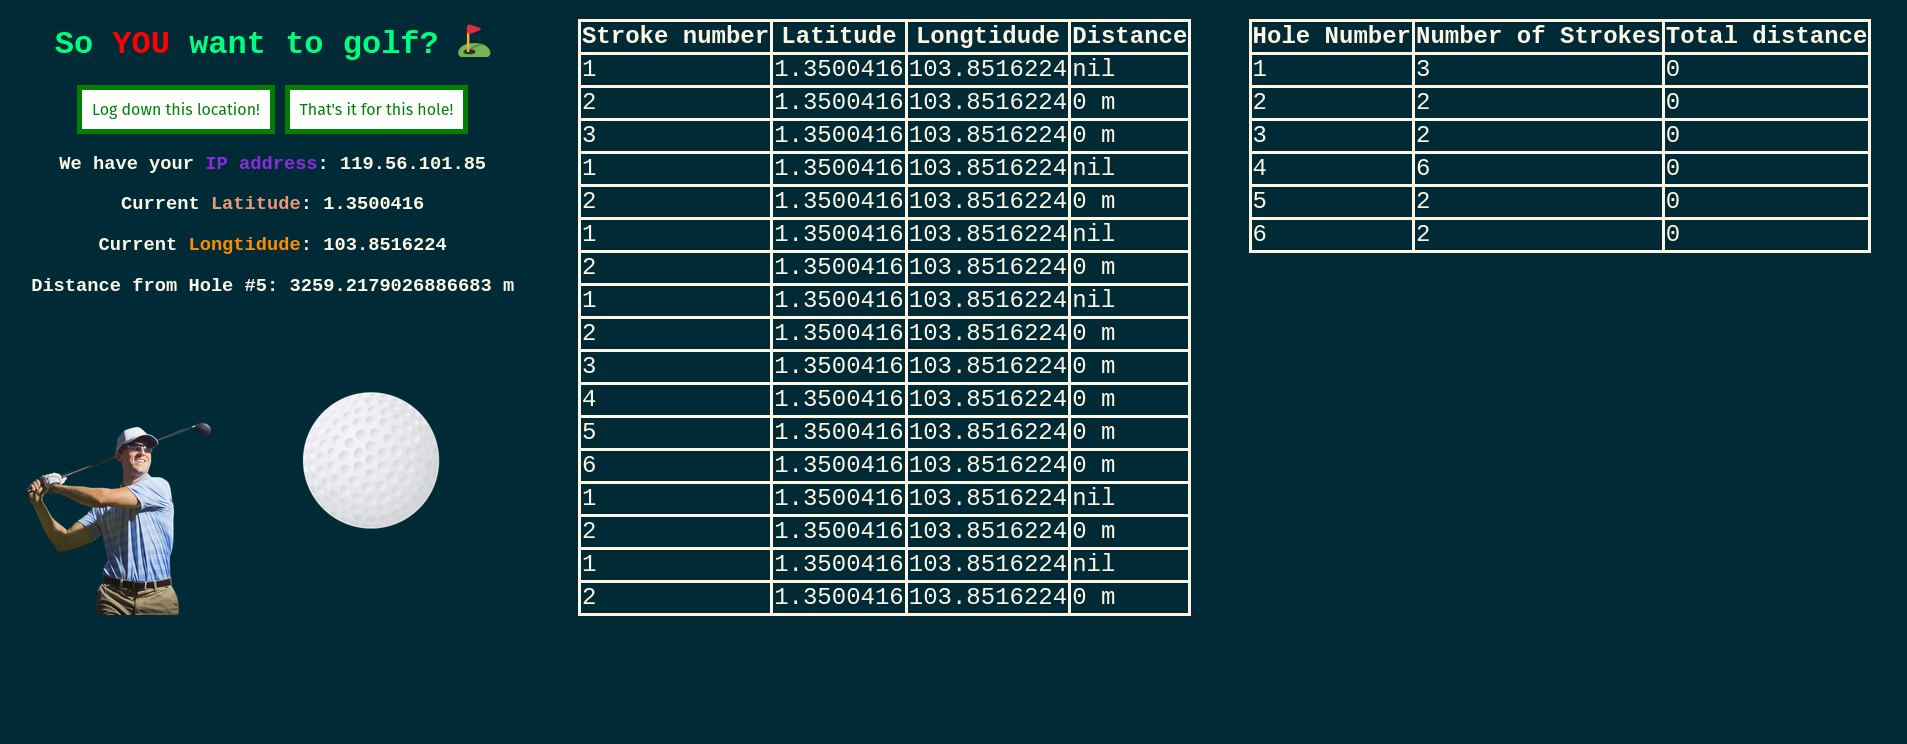 So YOU want to golf? ⛳
Log down this location! That's it for this hole!
We have your IP address: 119.56.101.85
Current Latitude: 1.3500416
Current Longtidude: 103.8516224
Distance from Hole #5: 3259.2179026886683 m
Stroke number Latitude Longtidude Distance
1 1.3500416 103.8516224 nil
2 1.3500416 103.8516224 0 m
3 1.3500416 103.8516224 0 m
1 1.3500416 103.8516224 nil
2 1.3500416 103.8516224 0 m
1 1.3500416 103.8516224 nil
2 1.3500416 103.8516224 0 m
1 1.3500416 103.8516224 nil
2 1.3500416 103.8516224 0 m
3 1.3500416 103.8516224 0 m
4 1.3500416 103.8516224 0 m
5 1.3500416 103.8516224 0 m
6 1.3500416 103.8516224 0 m
1 1.3500416 103.8516224 nil
2 1.3500416 103.8516224 0 m
1 1.3500416 103.8516224 nil
2 1.3500416 103.8516224 0 m
Hole Number Number of Strokes Total distance
1 3 0
2 2 0
3 2 0
4 6 0
5 2 0
6 2 0